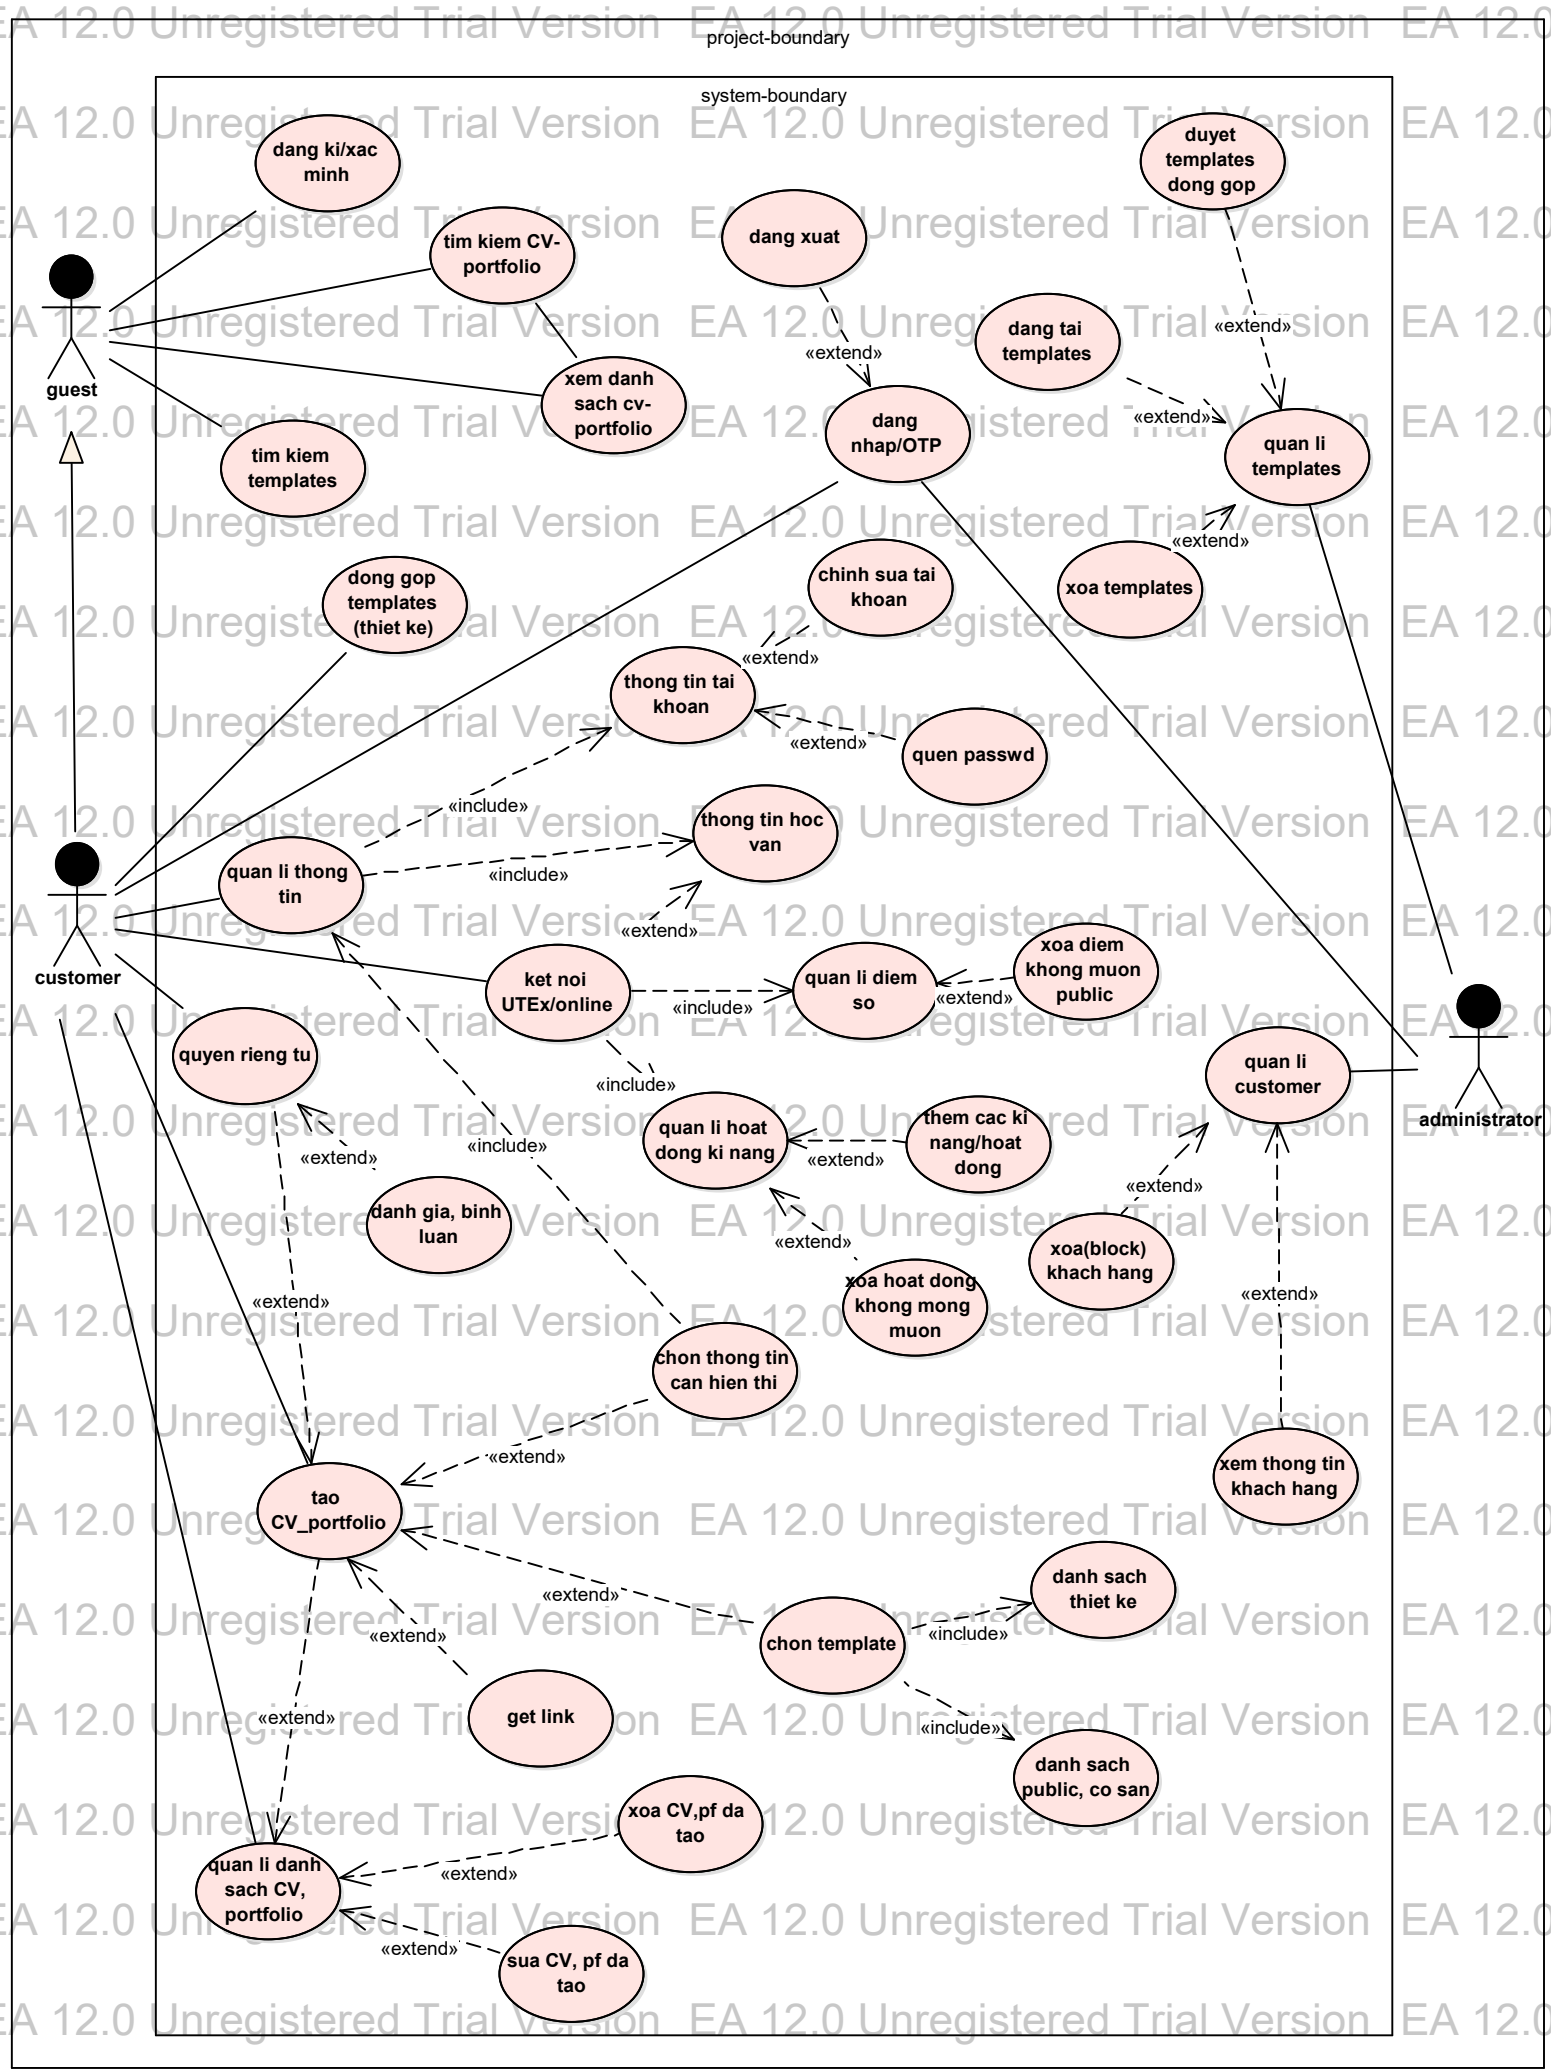 EA 12.0 Unregistered Trial Version EA 12.0 Unregistered Trial Version EA 12.0
project-boundary
system-boundary
dang ki/xac
minh
duyet
templates
dong gop
tim kiem CV-
portfolio
dang xuat
dang tai
templates
«extend»
«extend»
guest
xem danh
sach cv-
portfolio
dang
nhap/OTP
«extend»
quan li
templates
tim kiem
templates
«extend»
xoa templates
dong gop
templates
(thiet ke)
chinh sua tai
khoan
«extend»
thong tin tai
khoan
«extend»
quen passwd
«include»
thong tin hoc
van
quan li thong
tin
«include»
«extend»
customer
ket noi
UTEx/online
«include»
quan li diem
so
«extend»
xoa diem
khong muon
public
quyen rieng tu
«include»
quan li
customer
administrator
«include»
quan li hoat
dong ki nang
«extend»
them cac ki
nang/hoat
dong
«extend»
danh gia, binh
luan
«extend»
«extend»
xoa(block)
khach hang
xoa hoat dong
khong mong
muon
«extend»
«extend»
chon thong tin
can hien thi
«extend»
xem thong tin
khach hang
tao
CV_portfolio
«extend»
danh sach
thiet ke
«extend»
chon template
«include»
«extend»
get link
«include»
danh sach
public, co san
xoa CV,pf da
tao
«extend»
quan li danh
sach CV,
portfolio
«extend»
sua CV, pf da
tao